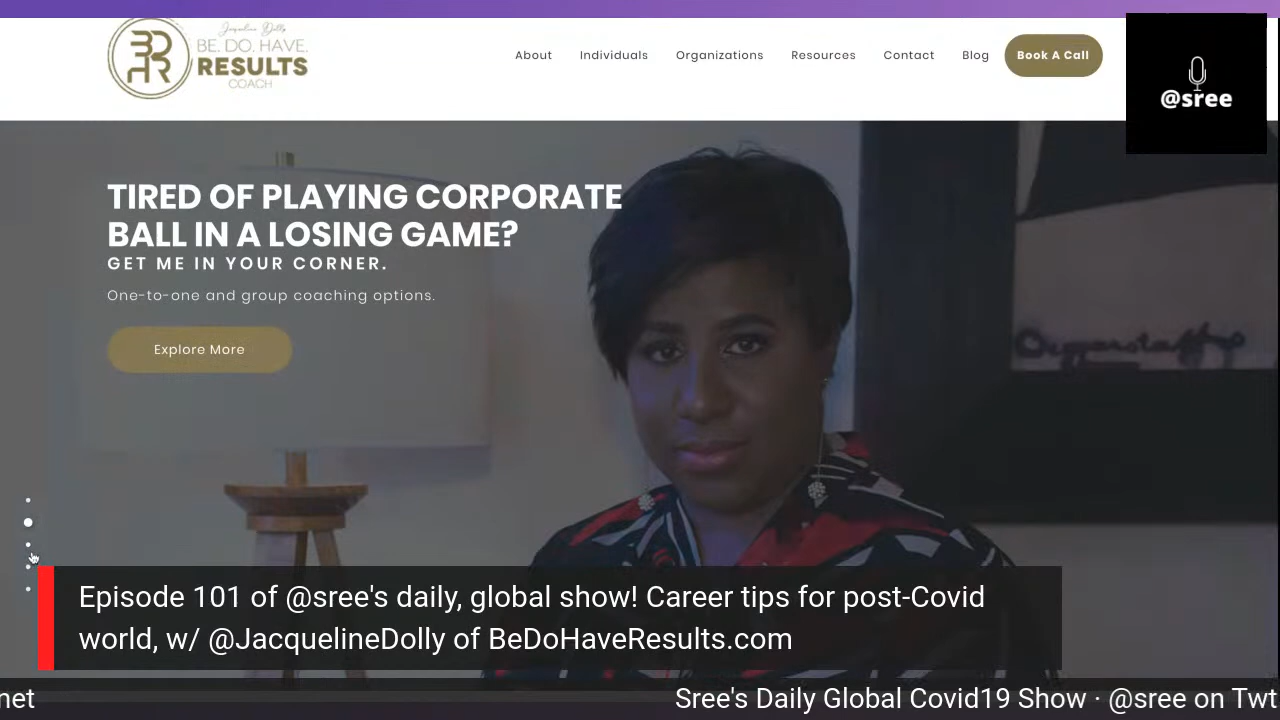 Jacqueline Dolly
BE. DO. HAVE.
RESULTS
COACH
About Individuals Organizations Resources Contact Blog Book A Call
@sree
TIRED OF PLAYING CORPORATE
BALL IN A LOSING GAME?
GET ME IN YOUR CORNER.
One-to-one and group coaching options.
Explore More
Episode 101 of @sree's daily, global show! Career tips for post-Covid
world, w/ @JacquelineDolly of BeDoHaveResults.com
net Sree's Daily Global Covid19 Show · @sree on Twt